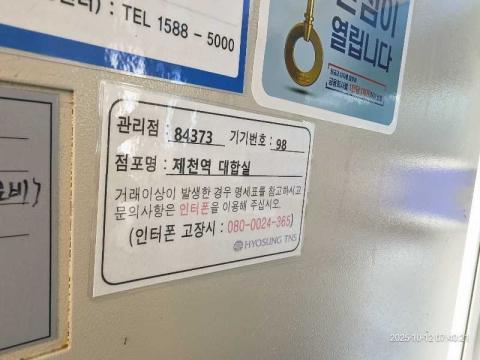 TEL 1588 - 5000
열립니다
관리점 : 84373 기기번호 : 98
점포명 : 제천역 대합실
거래이상이 발생한 경우 명세표를 참고하시고
문의사항은 인터폰을 이용해 주십시오.
(인터폰 고장시 : 080-0024-365)
HYOSUNG TNS
2025-10-12 07:40:21